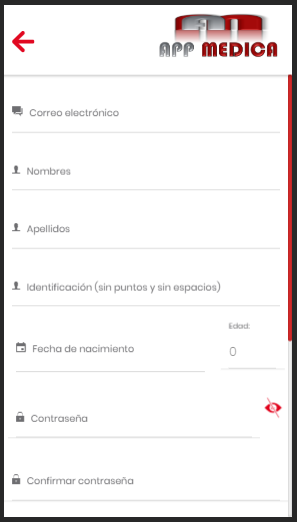 APP MEDICA
Correo electrónico
Nombres
Apellidos
Identificación (sin puntos y sin espacios)
Edad:
Fecha de nacimiento
0
Contraseña
Confirmar contraseña